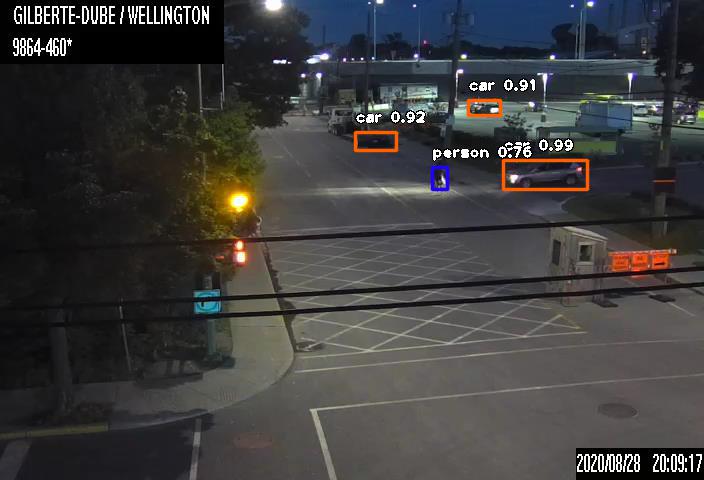 GILBERTE-DUBE / WELLINGTON
9864-460*
car 0.91
car 0.92
car 0.99
person 0.76
2020/08/28 20:09:17